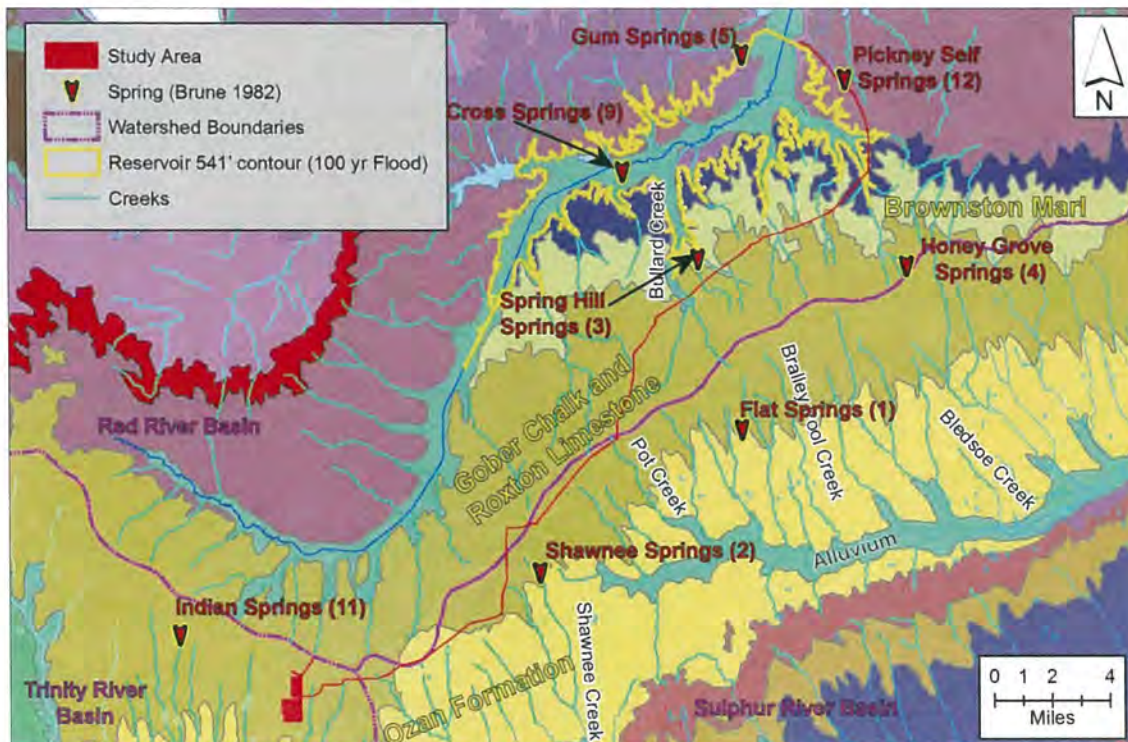 Study Area
Spring (Brune 1982)
Watershed Boundaries
Reservoir 541' contour (100 yr Flood)
Creeks
Gum Springs (5)
Pickney Self
Springs (12)
N
Cross Springs (9)
Bullard Creek
Brownston Marl
Honey Grove
Springs (4)
Spring Hill
Springs (3)
Red River Basin
Gober Chalk and
Roxton Limestone
Flat Springs (1)
Bralley Pool Creek
Bledsoe Creek
Pot Creek
Shawnee Springs (2)
Alluvium
Indian Springs (11)
Shawnee Creek
Trinity River
Basin
Ozan Formation
Sulphur River Basin
0 2 4
Miles